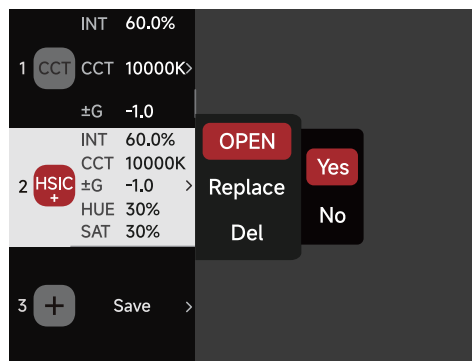 INT 60.0%
1 CCT CCT 10000K>
±G -1.0
INT 60.0%
CCT 10000K
2 HSIC+ ±G -1.0 >
HUE 30%
SAT 30%
3 + Save >
OPEN
Replace
Del
Yes
No